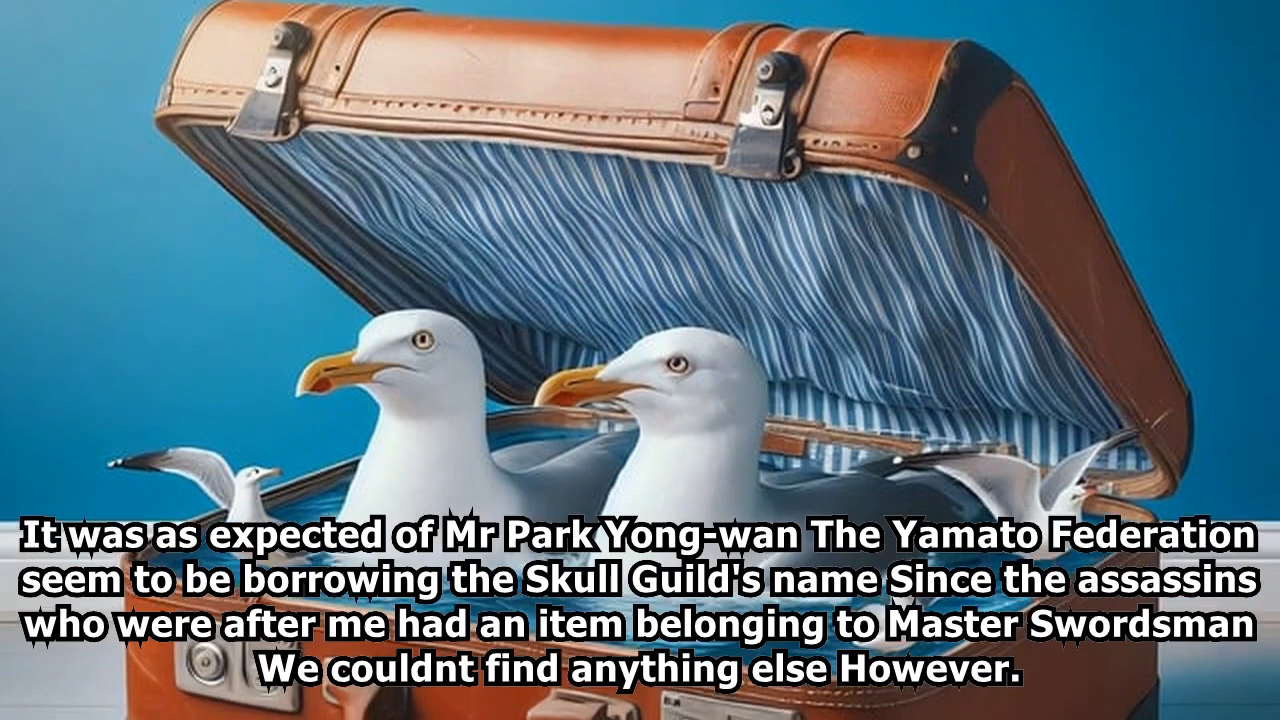 It was as expected of Mr Park Yong-wan The Yamato Federation
seem to be borrowing the Skull Guild's name Since the assassins
who were after me had an item belonging to Master Swordsman
We couldnt find anything else However.